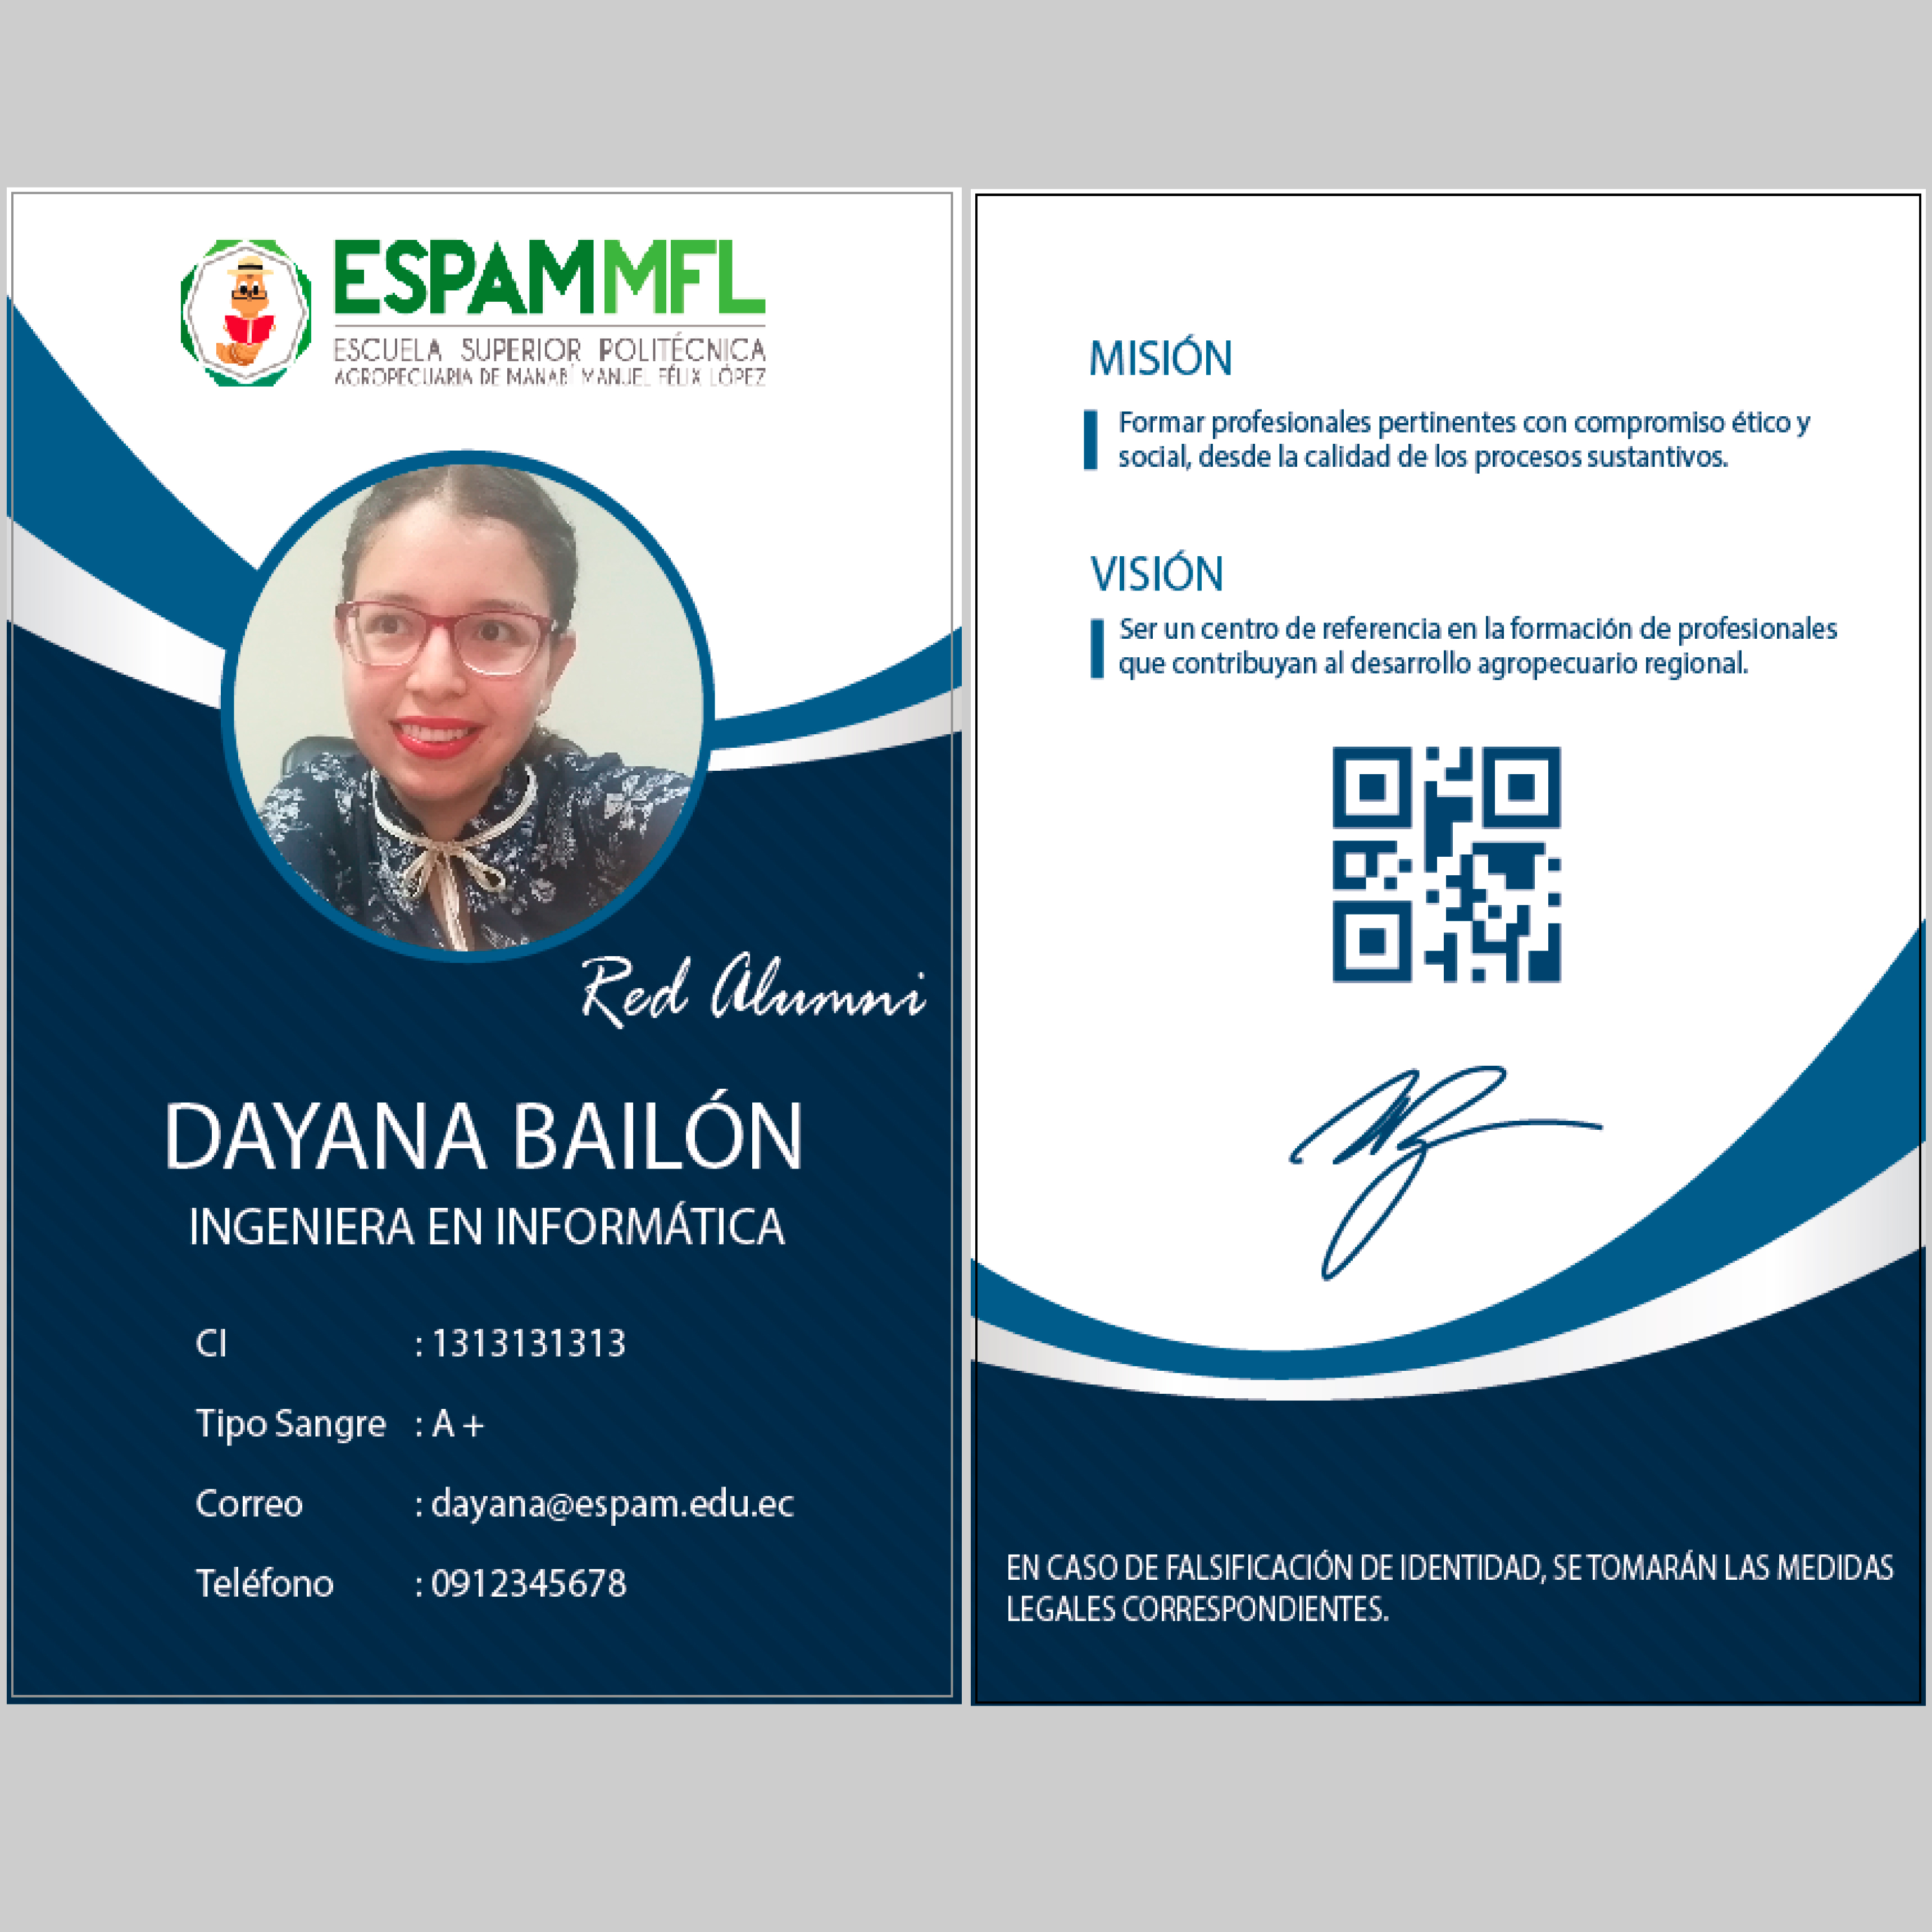 ESPAMMFL
ESCUELA SUPERIOR POLITÉCNICA
AGROPECUARIA DE MANABÍ MANUEL FÉLIX LÓPEZ
Red Alumni
DAYANA BAILÓN
INGENIERA EN INFORMÁTICA
CI : 1313131313
Tipo Sangre : A +
Correo : dayana@espam.edu.ec
Teléfono : 0912345678
MISIÓN
Formar profesionales pertinentes con compromiso ético y
social, desde la calidad de los procesos sustantivos.
VISIÓN
Ser un centro de referencia en la formación de profesionales
que contribuyan al desarrollo agropecuario regional.
EN CASO DE FALSIFICACIÓN DE IDENTIDAD, SE TOMARÁN LAS MEDIDAS
LEGALES CORRESPONDIENTES.